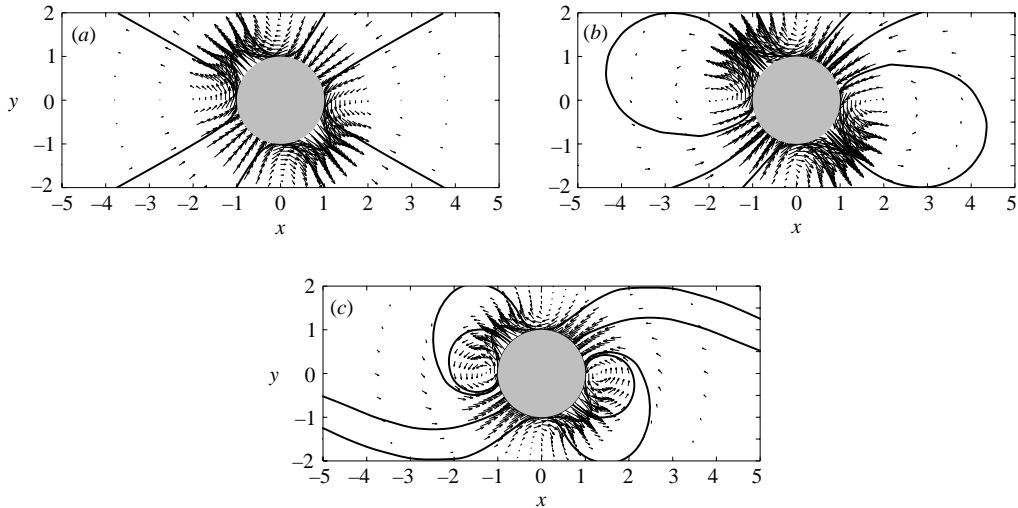 2 (a) 2 (b)
1 1
y 0 0
–1 –1
–2 –2
–5 –4 –3 –2 –1 0 1 2 3 4 5 –5 –4 –3 –2 –1 0 1 2 3 4 5
x x
2
(c)
1
y 0
–1
–2
–5 –4 –3 –2 –1 0 1 2 3 4 5
x